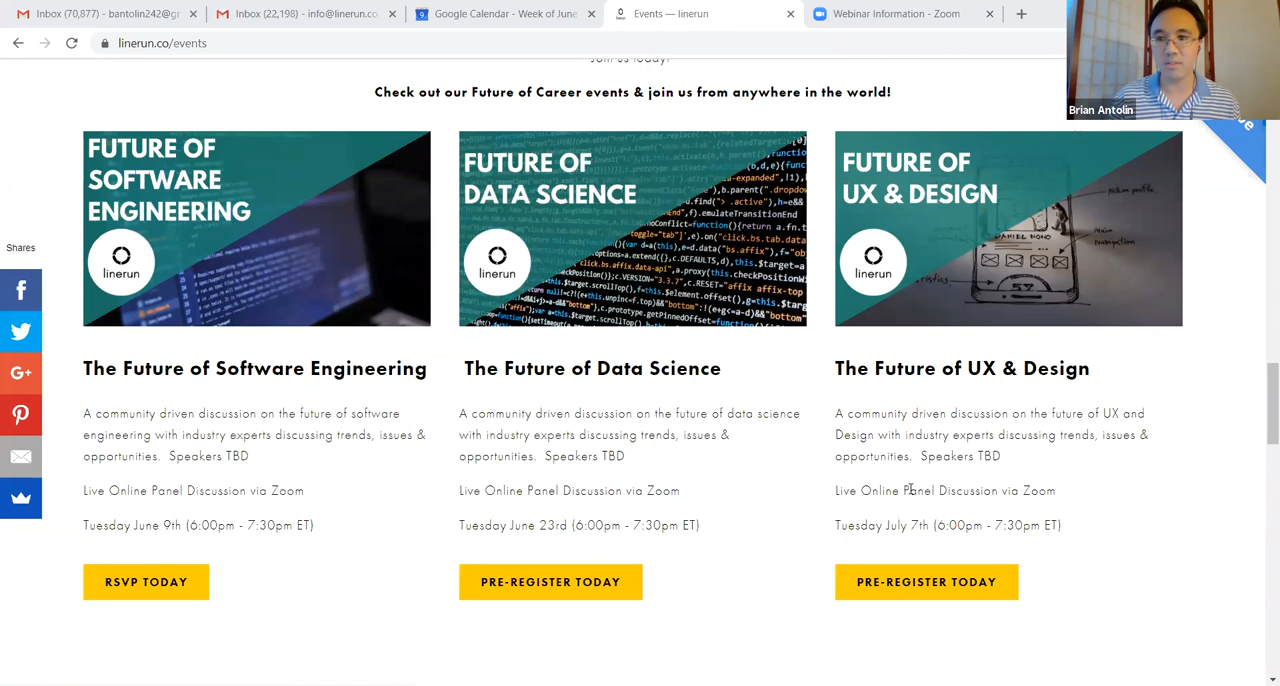 Inbox (70,877) - bantolin242@gr
Inbox (22,198) - info@linerun.co
Google Calendar - Week of June
Events — linerun
Webinar Information - Zoom
linerun.co/events
Join us today!
Check out our Future of Career events & join us from anywhere in the world!
Brian Antolin
FUTURE OF
SOFTWARE
ENGINEERING
linerun
FUTURE OF
DATA SCIENCE
linerun
FUTURE OF
UX & DESIGN
linerun
DANIEL NONO
Main
Navigation
Shares
The Future of Software Engineering
A community driven discussion on the future of software
engineering with industry experts discussing trends, issues &
opportunities. Speakers TBD
Live Online Panel Discussion via Zoom
Tuesday June 9th (6:00pm - 7:30pm ET)
RSVP TODAY
The Future of Data Science
A community driven discussion on the future of data science
with industry experts discussing trends, issues &
opportunities. Speakers TBD
Live Online Panel Discussion via Zoom
Tuesday June 23rd (6:00pm - 7:30pm ET)
PRE-REGISTER TODAY
The Future of UX & Design
A community driven discussion on the future of UX and
Design with industry experts discussing trends, issues &
opportunities. Speakers TBD
Live Online Panel Discussion via Zoom
Tuesday July 7th (6:00pm - 7:30pm ET)
PRE-REGISTER TODAY